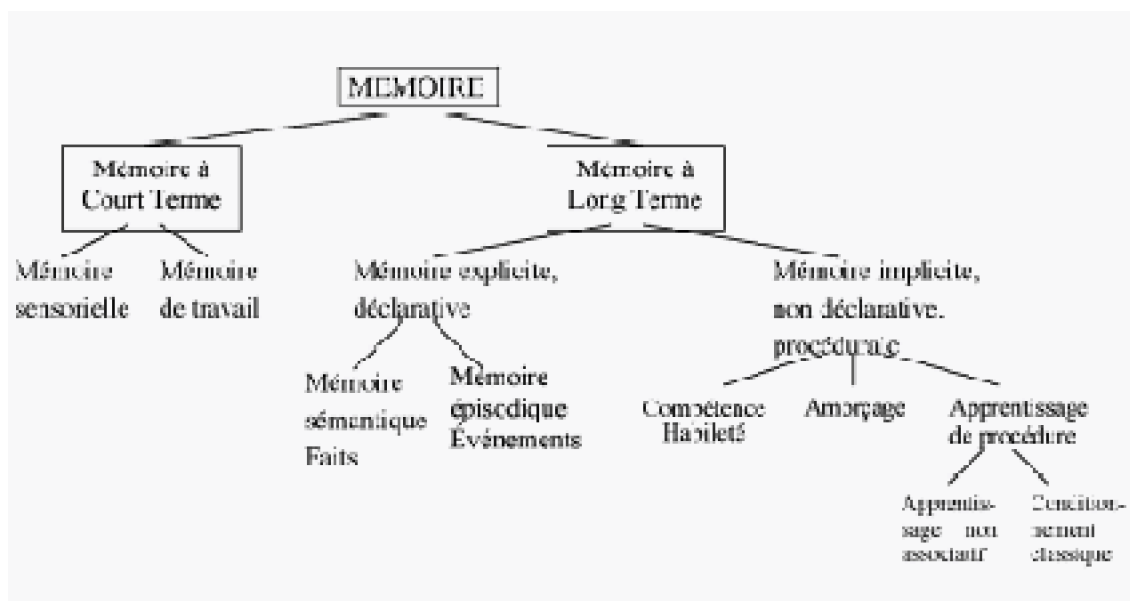 MEMOIRE
Mémoire à
Court Terme
Mémoire à
Long Terme
Mémoire
sensorielle
Mémoire
de travail
Mémoire explicite,
déclarative
Mémoire implicite,
non déclarative.
procédurale
Mémoire
sémantique
Faits
Mémoire
épisodique
Événements
Compétence
Habileté
Amorçage
Apprentissage
de procédure
Apprentis-
sage non
associatif
Condition-
nement
classique